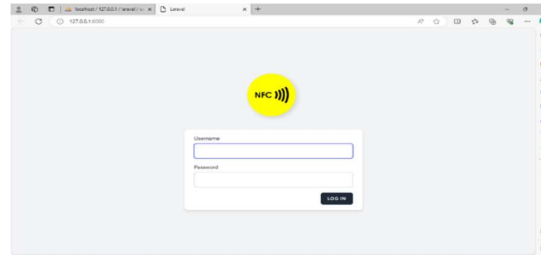 localhost / 127.0.0.1 / laravel / u
Laravel
127.0.0.1:8000
NFC
Username
Password
LOG IN